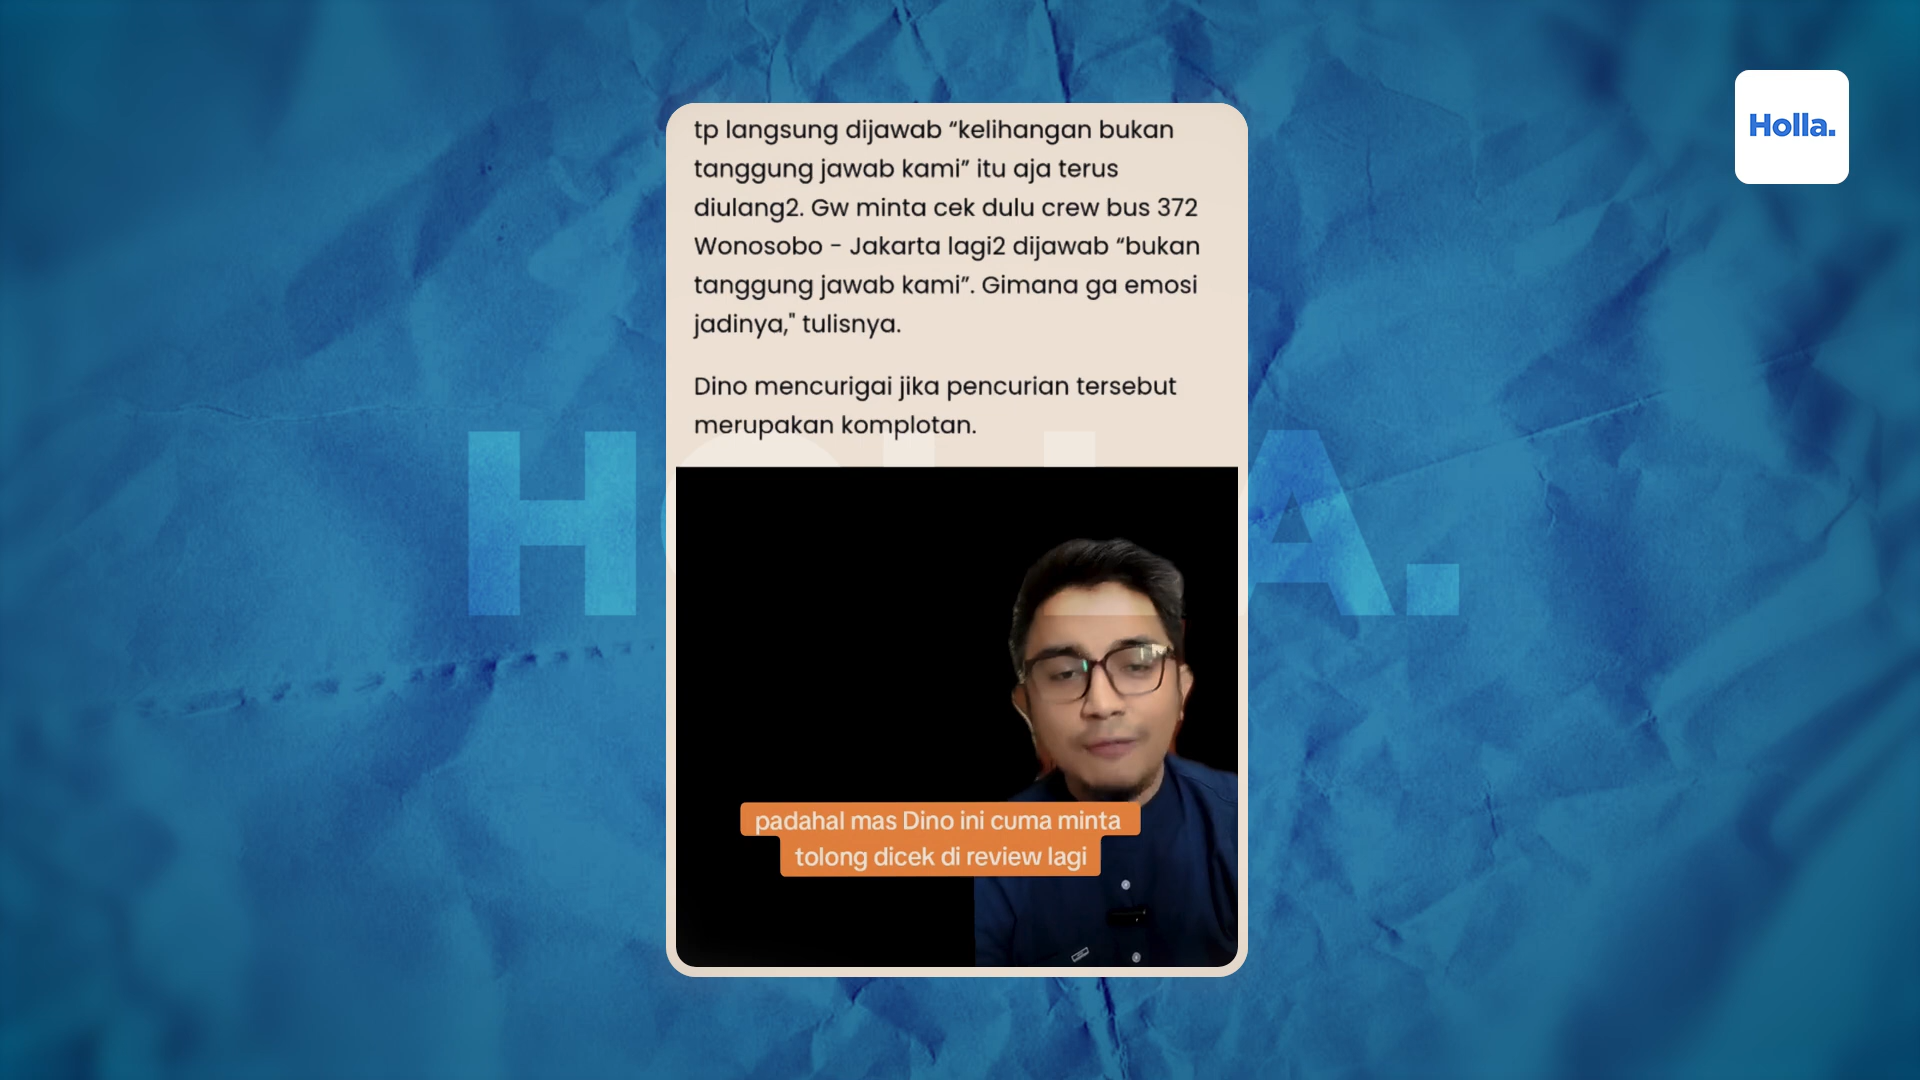 Holla.
tp langsung dijawab “kelihangan bukan
tanggung jawab kami” itu aja terus
diulang2. Gw minta cek dulu crew bus 372
Wonosobo - Jakarta lagi2 dijawab “bukan
tanggung jawab kami”. Gimana ga emosi
jadinya," tulisnya.
Dino mencurigai jika pencurian tersebut
merupakan komplotan.
HOLLA.
padahal mas Dino ini cuma minta
tolong dicek di review lagi